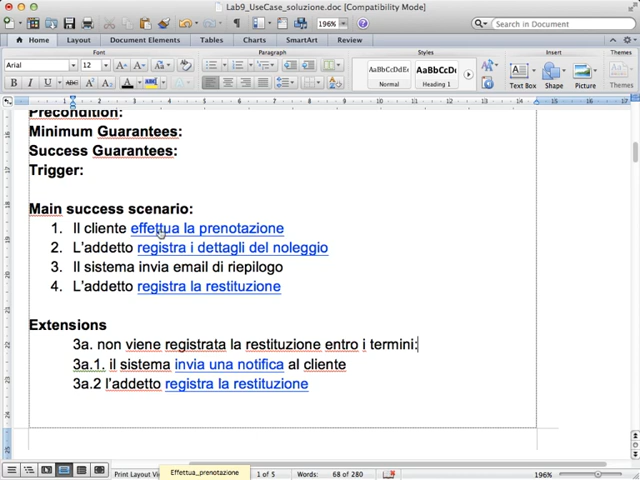 Lab9_UseCase_soluzione.doc [Compatibility Mode]
196%
Search in Document
Home Layout Document Elements Tables Charts SmartArt Review
Font Paragraph Styles Insert Themes
Arial 12
AaBbCcDdEe AaBbCcDc
Normal Heading 1 Text Box Shape Picture Themes
Precondition:
Minimum Guarantees:
Success Guarantees:
Trigger:
Main success scenario:
1. Il cliente effettua la prenotazione
2. L'addetto registra i dettagli del noleggio
3. Il sistema invia email di riepilogo
4. L'addetto registra la restituzione
Extensions
3a. non viene registrata la restituzione entro i termini:
3a.1. il sistema invia una notifica al cliente
3a.2 l'addetto registra la restituzione
Print Layout Vi Effettua_prenotazione 1 of 5 Words: 68 of 280 196%